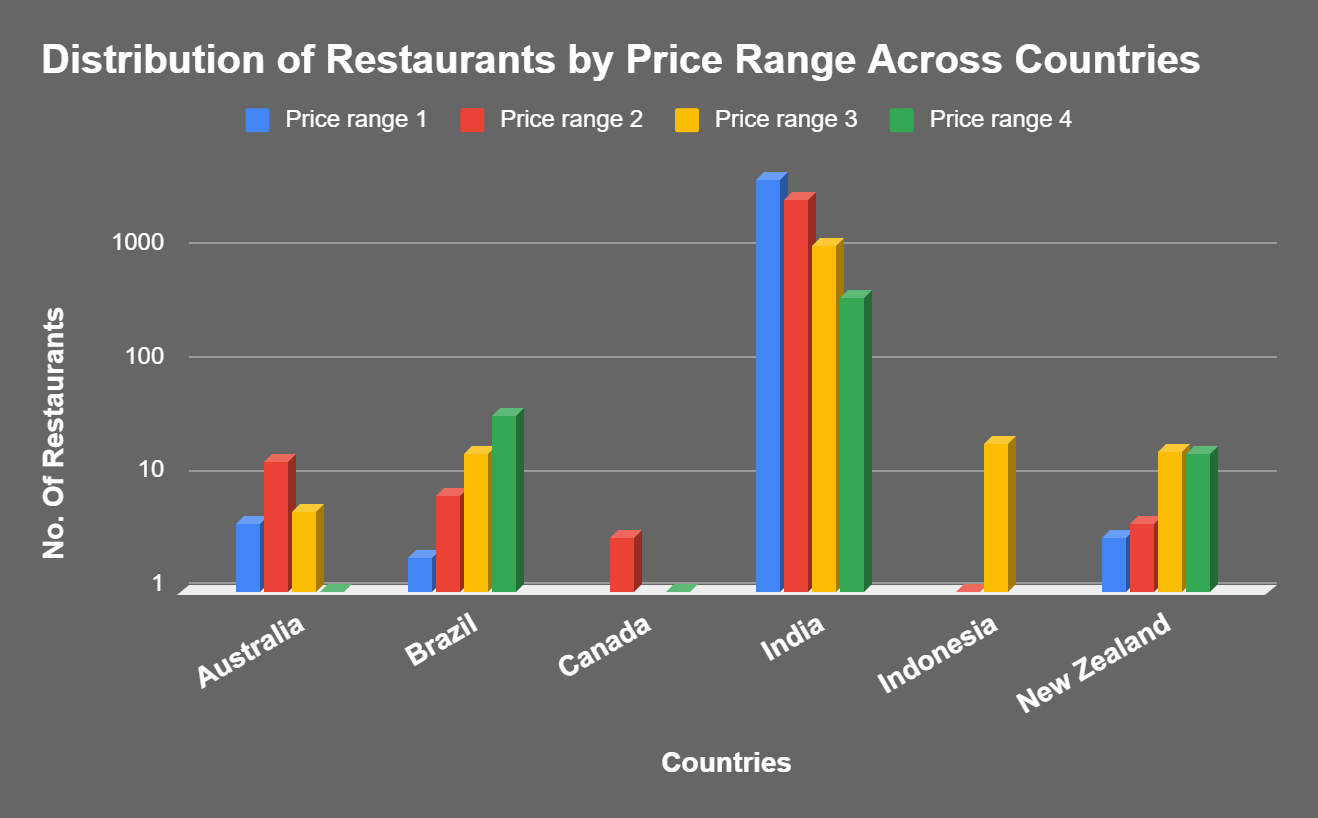 Distribution of Restaurants by Price Range Across Countries
Price range 1
Price range 2
Price range 3
Price range 4
No. Of Restaurants
1000
100
10
1
Australia
Brazil
Canada
India
Indonesia
New Zealand
Countries